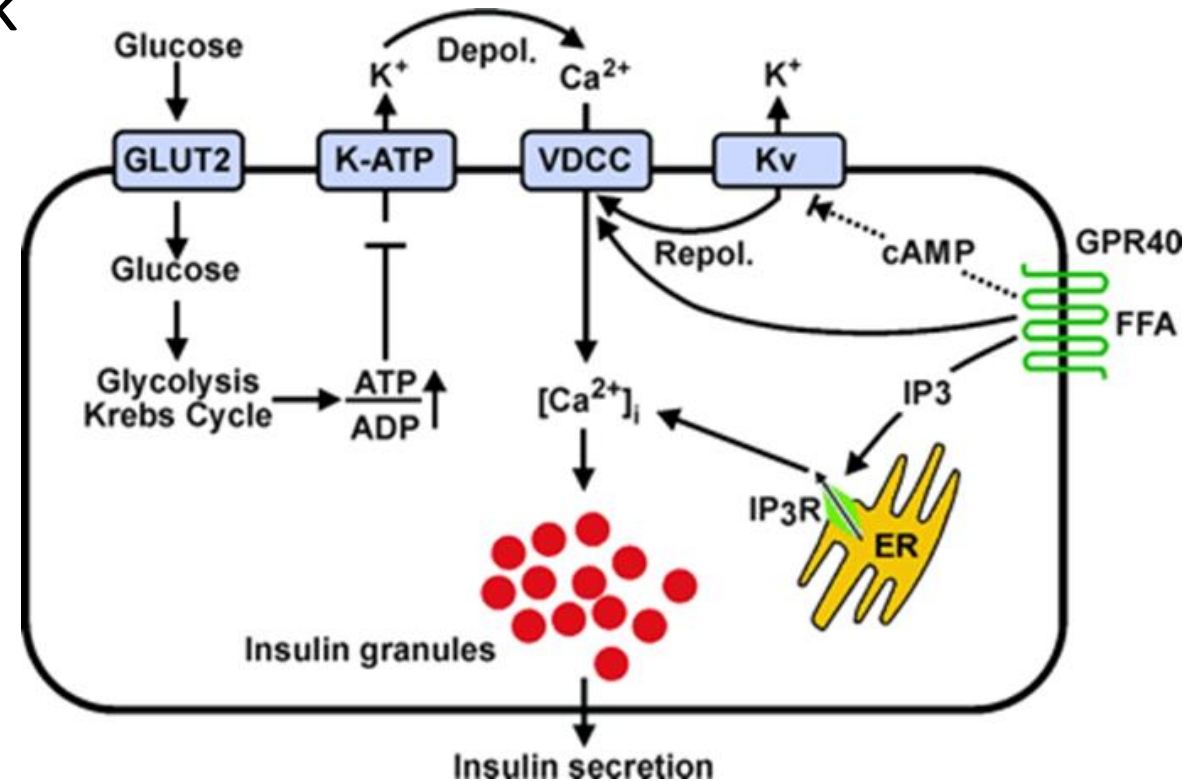 K
Glucose
K⁺
Depol.
Ca²⁺
K⁺
GLUT2
K-ATP
VDCC
Kv
Glucose
Repol.
cAMP
GPR40
FFA
Glycolysis
Krebs Cycle
ATP
ADP
[Ca²⁺]ᵢ
IP3
IP₃R
ER
Insulin granules
Insulin secretion